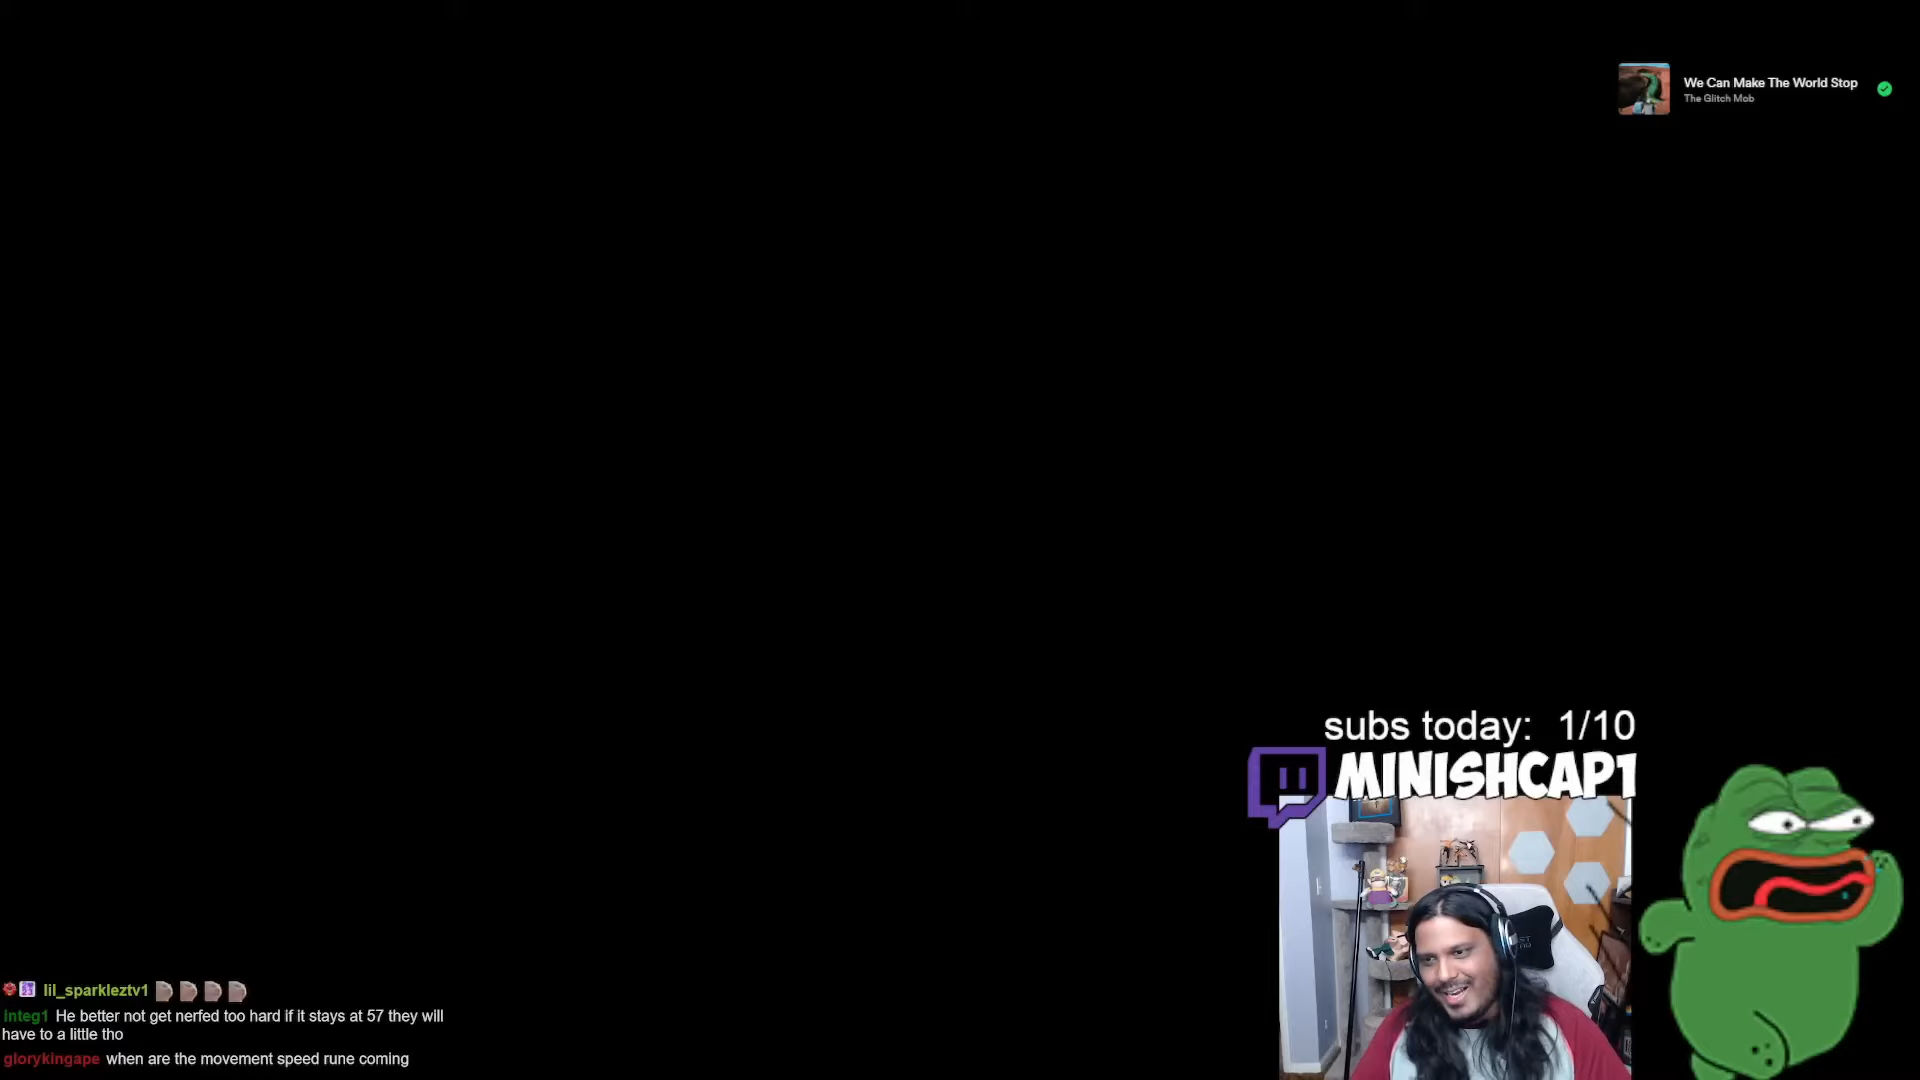 We Can Make The World Stop
The Glitch Mob
subs today: 1/10
MINISHCAP1
lil_sparkleztv1
integ1 He better not get nerfed too hard if it stays at 57 they will
have to a little tho
glorykingape when are the movement speed rune coming